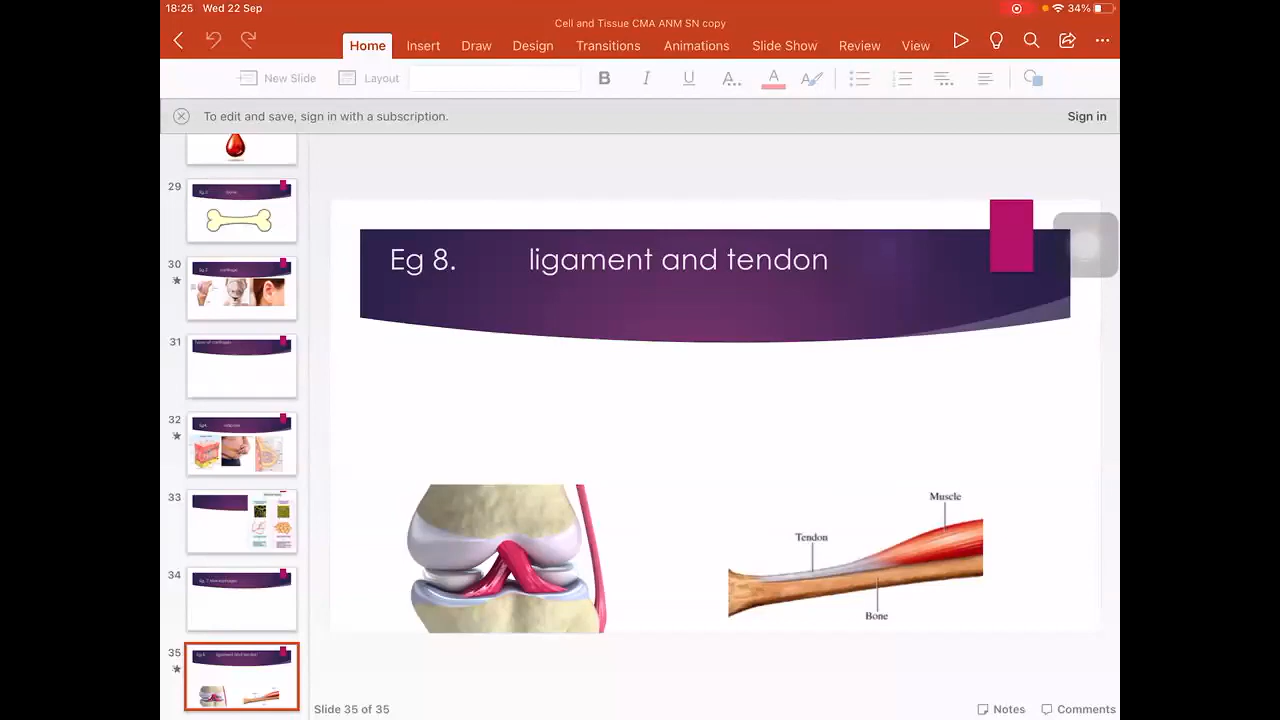 18:25 Wed 22 Sep
34%
Cell and Tissue CMA ANM SN copy
Home Insert Draw Design Transitions Animations Slide Show Review View
New Slide Layout
B I U A... A
To edit and save, sign in with a subscription.
Sign in
29
30
31
32
33
34
35
Eg 8. ligament and tendon
Muscle
Tendon
Bone
Slide 35 of 35
Notes Comments